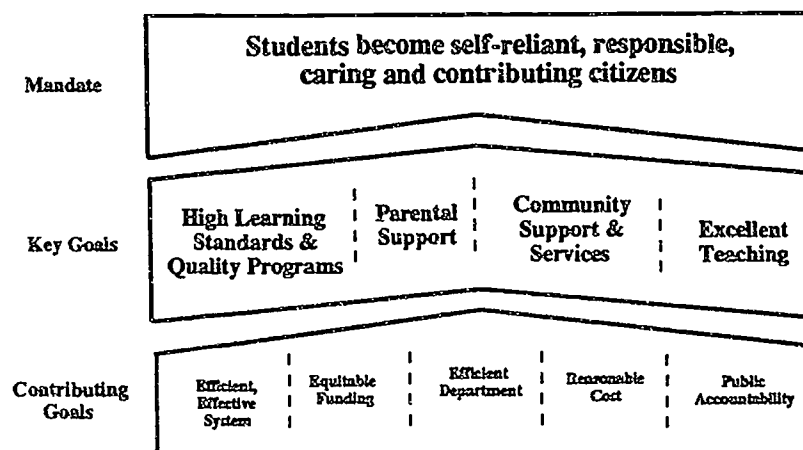 Students become self-reliant, responsible,
caring and contributing citizens
Mandate
Key Goals
High Learning
Standards &
Quality Programs
Parental
Support
Community
Support &
Services
Excellent
Teaching
Contributing
Goals
Efficient,
Effective
System
Equitable
Funding
Efficient
Department
Reasonable
Cost
Public
Accountability